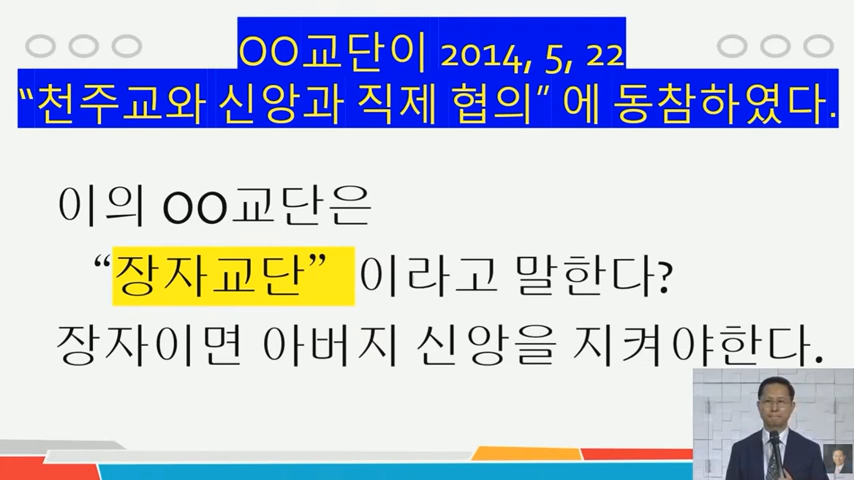 OO교단이 2014, 5, 22
“천주교와 신앙과 직제 협의” 에 동참하였다.
이의 OO교단은
“장자교단” 이라고 말한다?
장자이면 아버지 신앙을 지켜야한다.